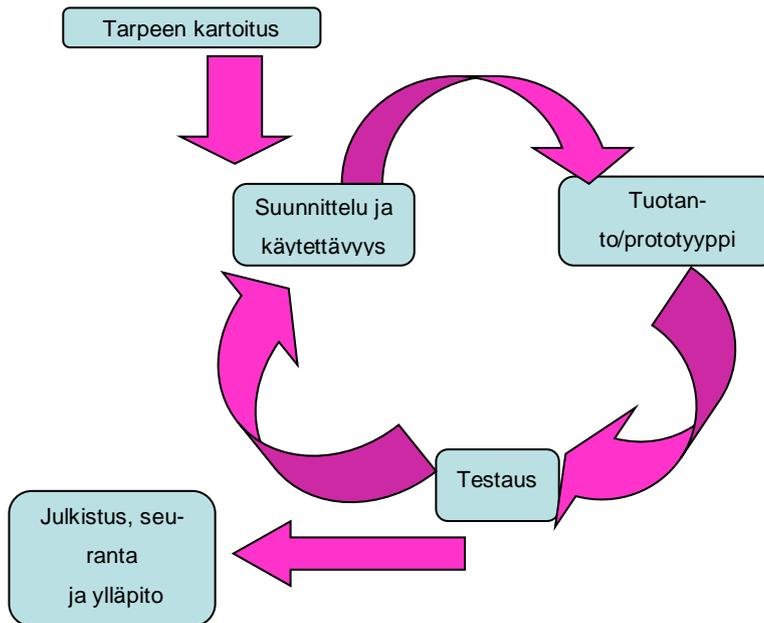 Tarpeen kartoitus
Suunnittelu ja
käytettävyys
Tuotan-
to/prototyyppi
Testaus
Julkistus, seu-
ranta
ja ylläpito